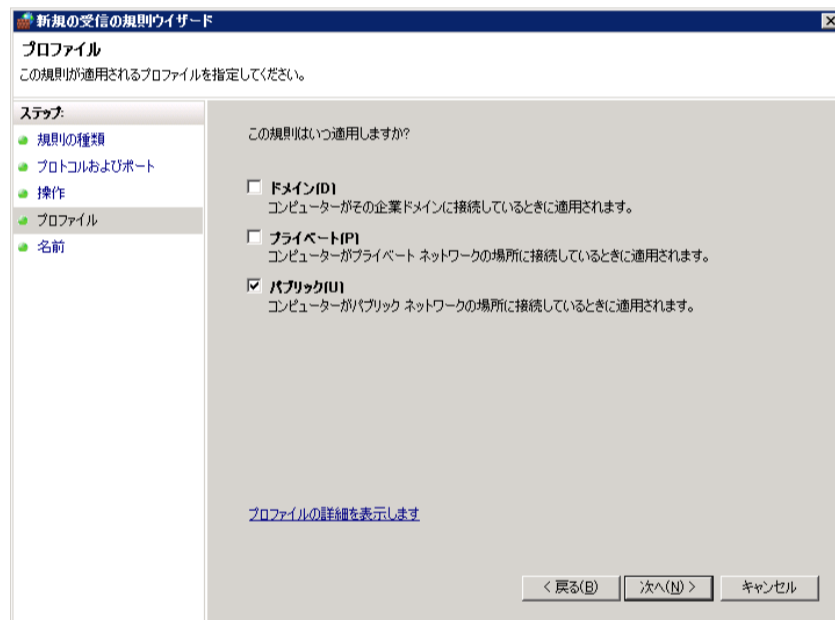 新規の受信の規則ウィザード
プロファイル
この規則が適用されるプロファイルを指定してください。
ステップ:
規則の種類
プロトコルおよびポート
操作
プロファイル
名前
この規則はいつ適用しますか?
ドメイン(D)
コンピューターがその企業ドメインに接続しているときに適用されます。
プライベート(P)
コンピューターがプライベート ネットワークの場所に接続しているときに適用されます。
パブリック(U)
コンピューターがパブリック ネットワークの場所に接続しているときに適用されます。
プロファイルの詳細を表示します
< 戻る(B) 次へ(N) > キャンセル